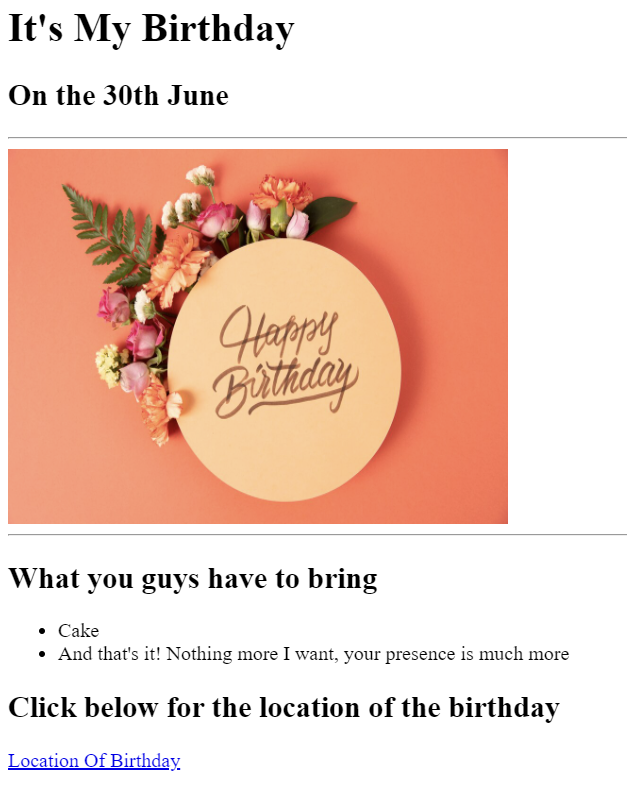 It's My Birthday
On the 30th June
Happy
Birthday
What you guys have to bring
Cake
And that's it! Nothing more I want, your presence is much more
Click below for the location of the birthday
Location Of Birthday